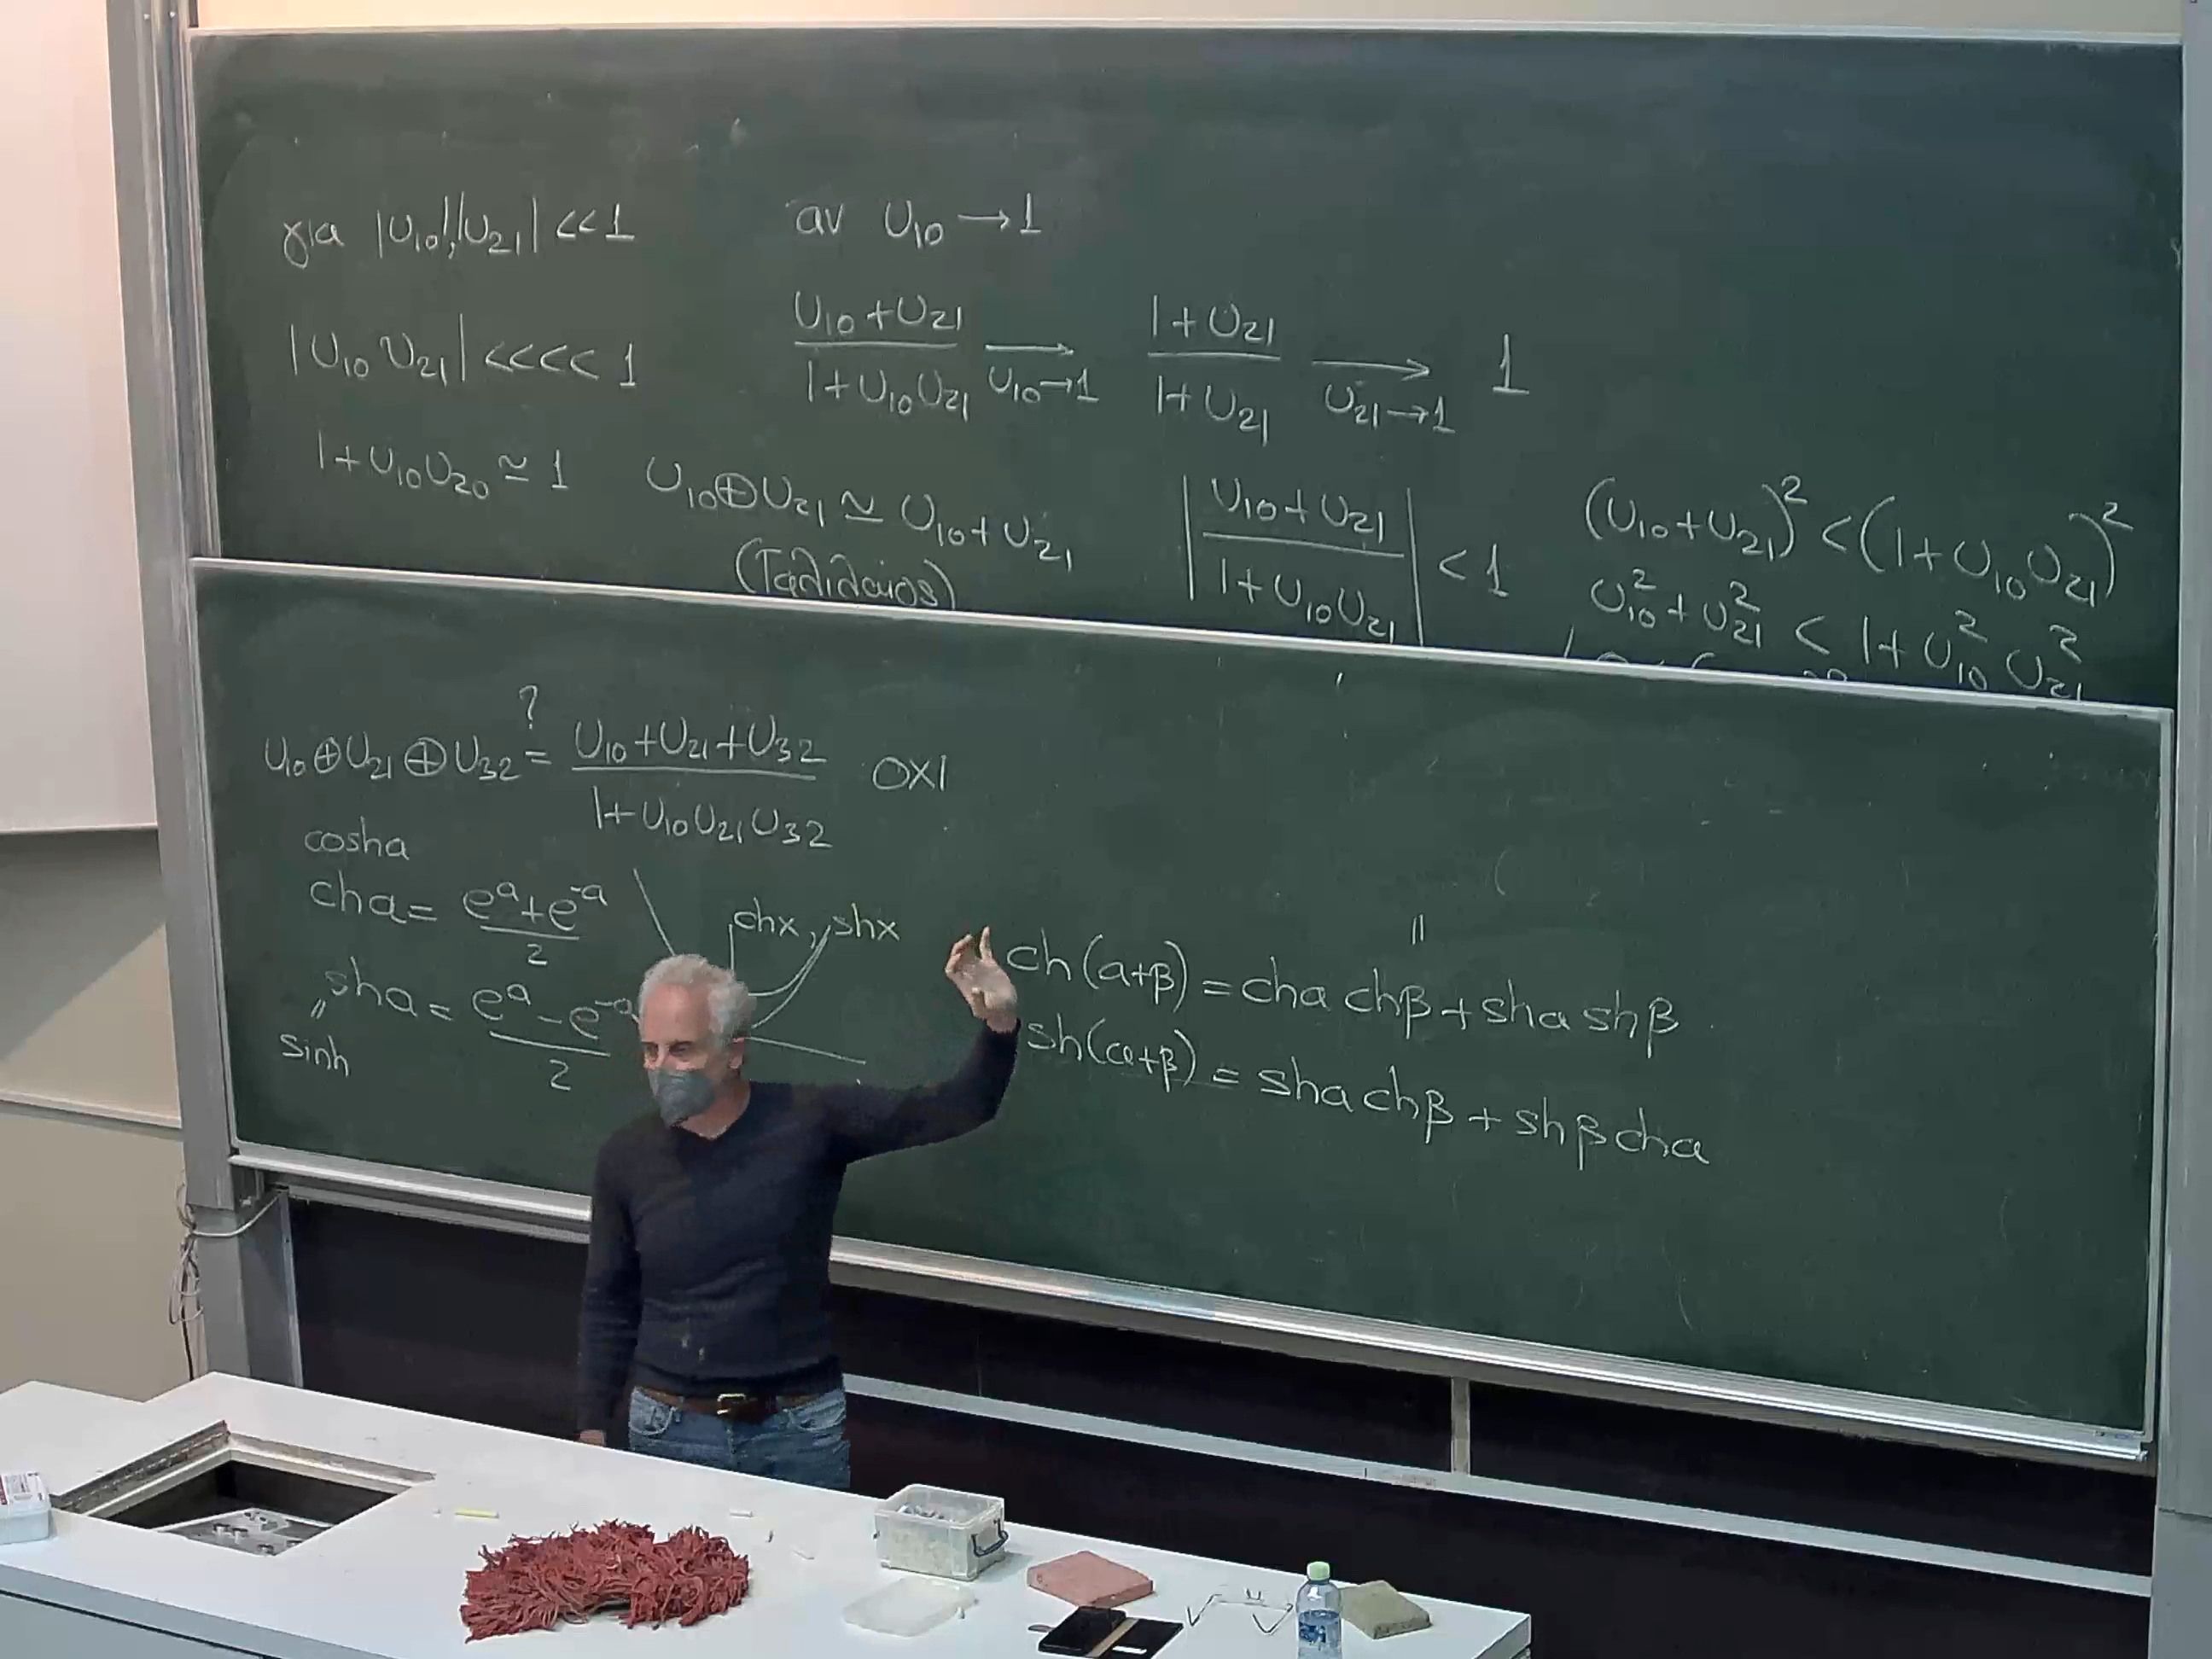 για |υ₁₀|,|υ₂₁| << 1
|υ₁₀ υ₂₁| <<<< 1
1+υ₁₀υ₂₀ ≃ 1
υ₁₀⊕υ₂₁ ≃ υ₁₀+υ₂₁
(Γαλιλαίος)
αν υ₁₀ → 1
(υ₁₀+υ₂₁)/(1+υ₁₀υ₂₁) →(υ₁₀→1) (1+υ₂₁)/(1+υ₂₁) →(υ₂₁→1) 1
|(υ₁₀+υ₂₁)/(1+υ₁₀υ₂₁)| < 1
(υ₁₀+υ₂₁)² < (1+υ₁₀υ₂₁)²
υ₁₀²+υ₂₁² < 1+υ₁₀²υ₂₁²
υ₁₀⊕υ₂₁⊕υ₃₂ =? (υ₁₀+υ₂₁+υ₃₂)/(1+υ₁₀υ₂₁υ₃₂) ΟΧΙ
cosha
cha = (eᵃ+e⁻ᵃ)/2
sha = (eᵃ-e⁻ᵃ)/2
sinh
chx, shx
ch(a+β) = cha chβ + sha shβ
sh(a+β) = sha chβ + shβ cha